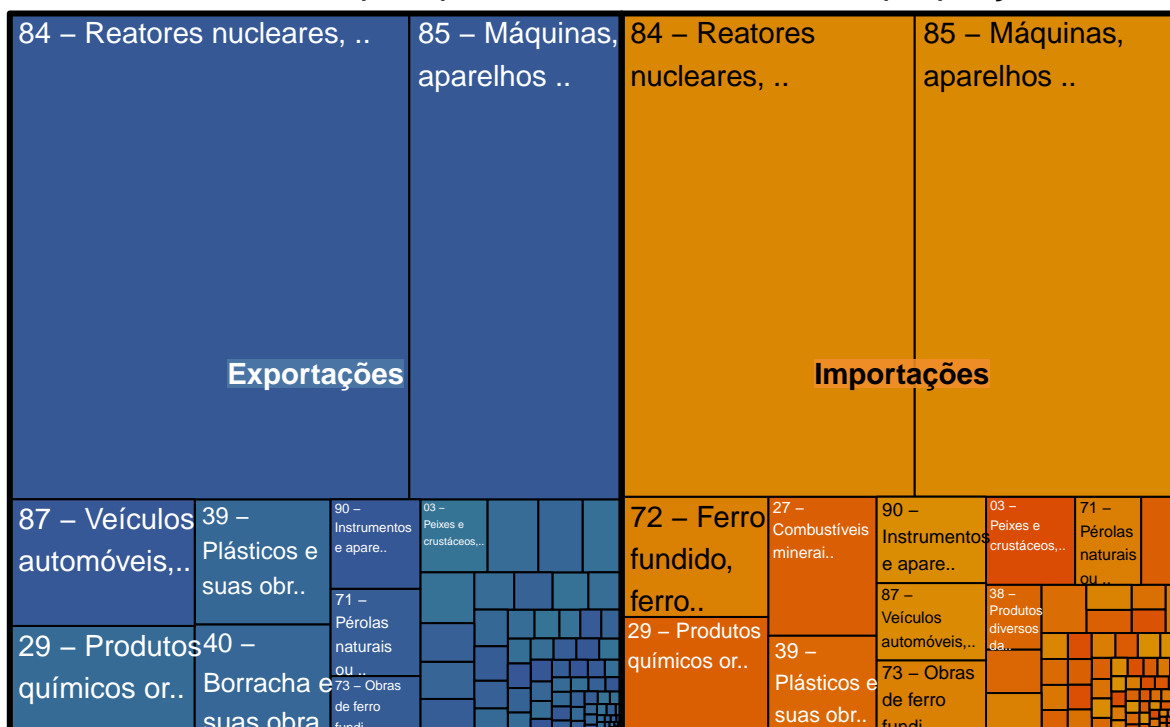 84 – Reatores nucleares, ..
85 – Máquinas,
aparelhos ..
Exportações
87 – Veículos
automóveis,..
39 –
Plásticos e
suas obr..
90 –
Instrumentos
e apare..
03 –
Peixes e
crustáceos,..
71 –
Pérolas
naturais
ou ..
29 – Produtos
químicos or..
40 –
Borracha e
suas obra
73 – Obras
de ferro
fundi
84 – Reatores
nucleares, ..
85 – Máquinas,
aparelhos ..
Importações
72 – Ferro
fundido,
ferro..
27 –
Combustíveis
minerai..
90 –
Instrumentos
e apare..
03 –
Peixes e
crustáceos,..
71 –
Pérolas
naturais
ou ..
87 –
Veículos
automóveis,..
38 –
Produtos
diversos
da..
29 – Produtos
químicos or..
39 –
Plásticos e
suas obr..
73 – Obras
de ferro
fundi